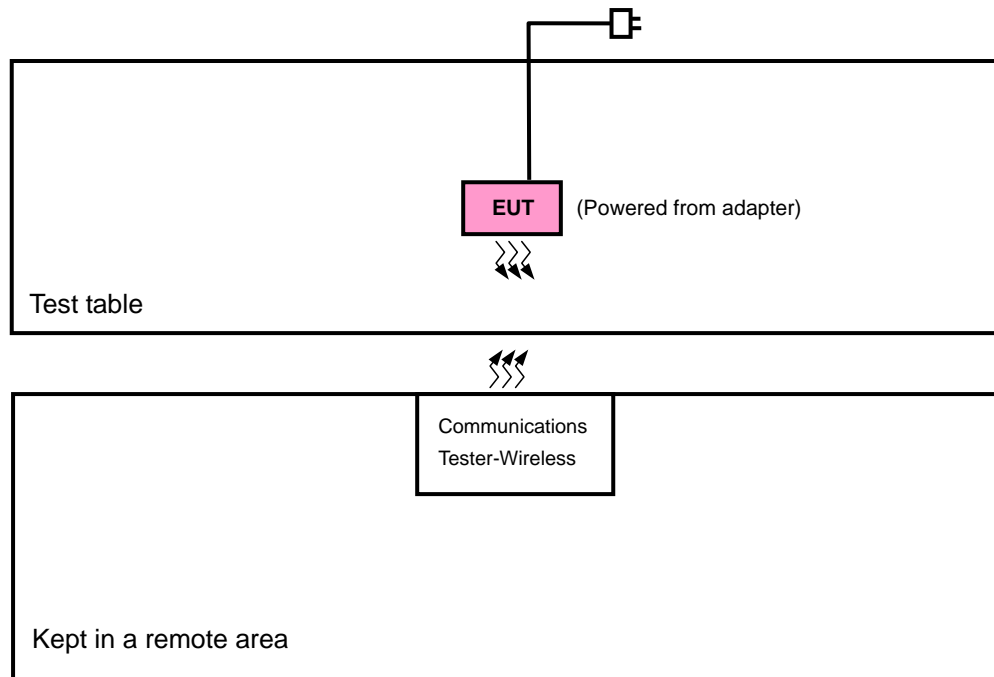 EUT
(Powered from adapter)
Test table
Communications
Tester-Wireless
Kept in a remote area